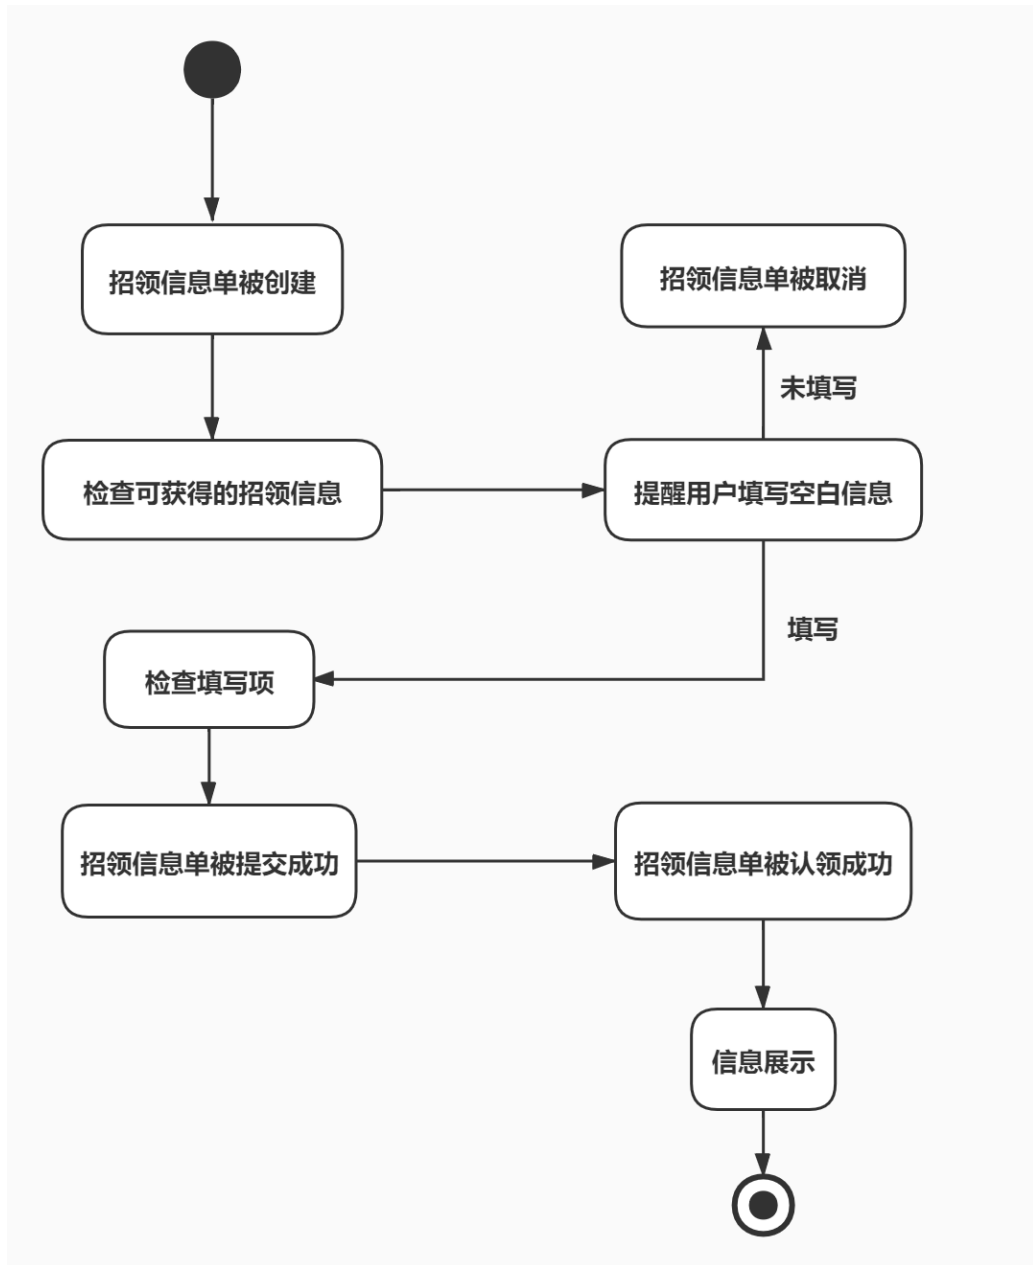 招领信息单被创建
招领信息单被取消
未填写
检查可获得的招领信息
提醒用户填写空白信息
填写
检查填写项
招领信息单被提交成功
招领信息单被认领成功
信息展示